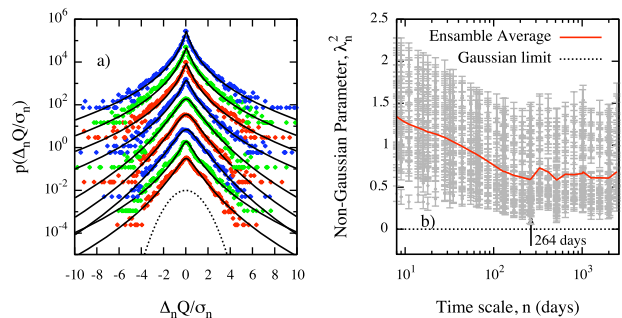 10^6
10^4
10^2
10^0
10^-2
10^-4
p(Δ_nQ/σ_n)
a)
-10 -8 -6 -4 -2 0 2 4 6 8 10
Δ_nQ/σ_n
2.5
2
1.5
1
0.5
0
Non-Gaussian Parameter, λ_n^2
Ensamble Average
Gaussian limit
b)
264 days
10^1 10^2 10^3
Time scale, n (days)